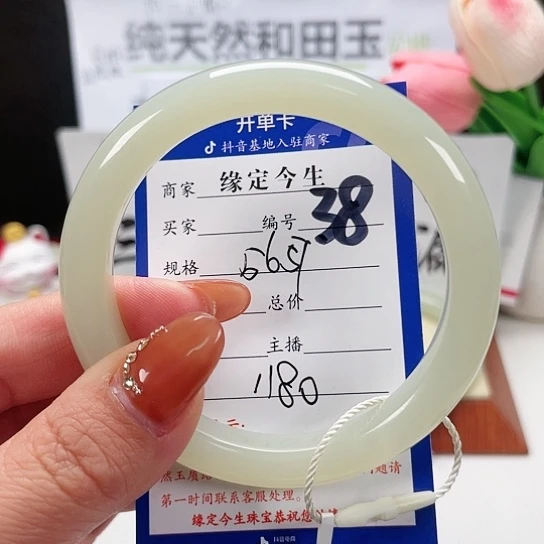 纯天然和田玉
开单卡
抖音基地入驻商家
商家 缘定今生
买家 编号 38
规格
总价
主播
1180
第一时间联系客服处理。
缘定今生珠宝恭祝您